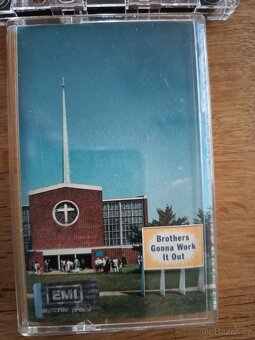 Brothers
Gonna Work
It Out
EMI